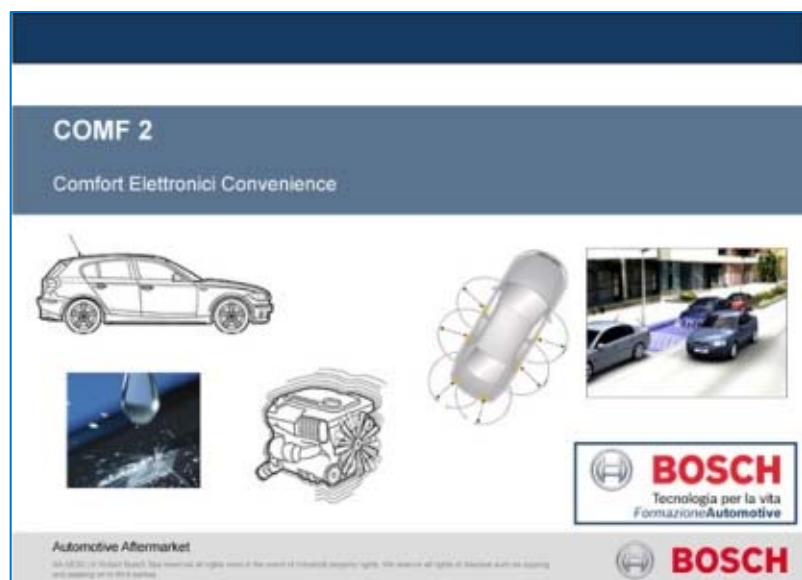 COMF 2
Comfort Elettronici Convenience
BOSCH
Tecnologia per la vita
FormazioneAutomotive
Automotive Aftermarket
BOSCH